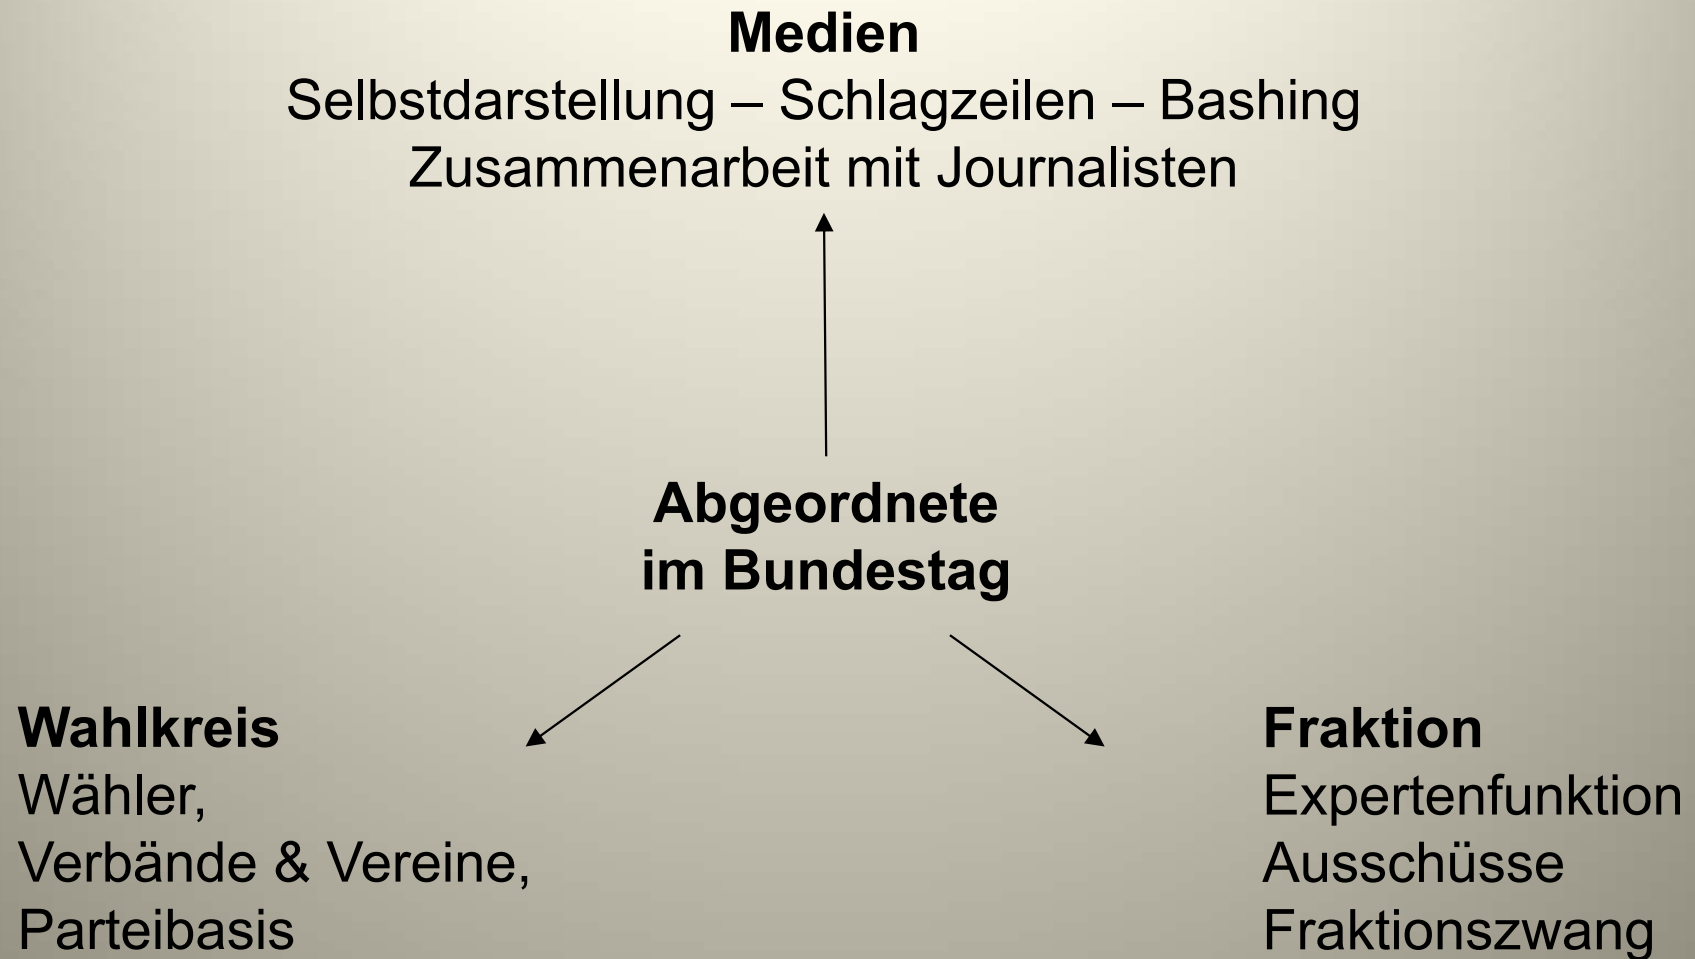 Medien
Selbstdarstellung – Schlagzeilen – Bashing
Zusammenarbeit mit Journalisten
Abgeordnete
im Bundestag
Wahlkreis
Wähler,
Verbände & Vereine,
Parteibasis
Fraktion
Expertenfunktion
Ausschüsse
Fraktionszwang